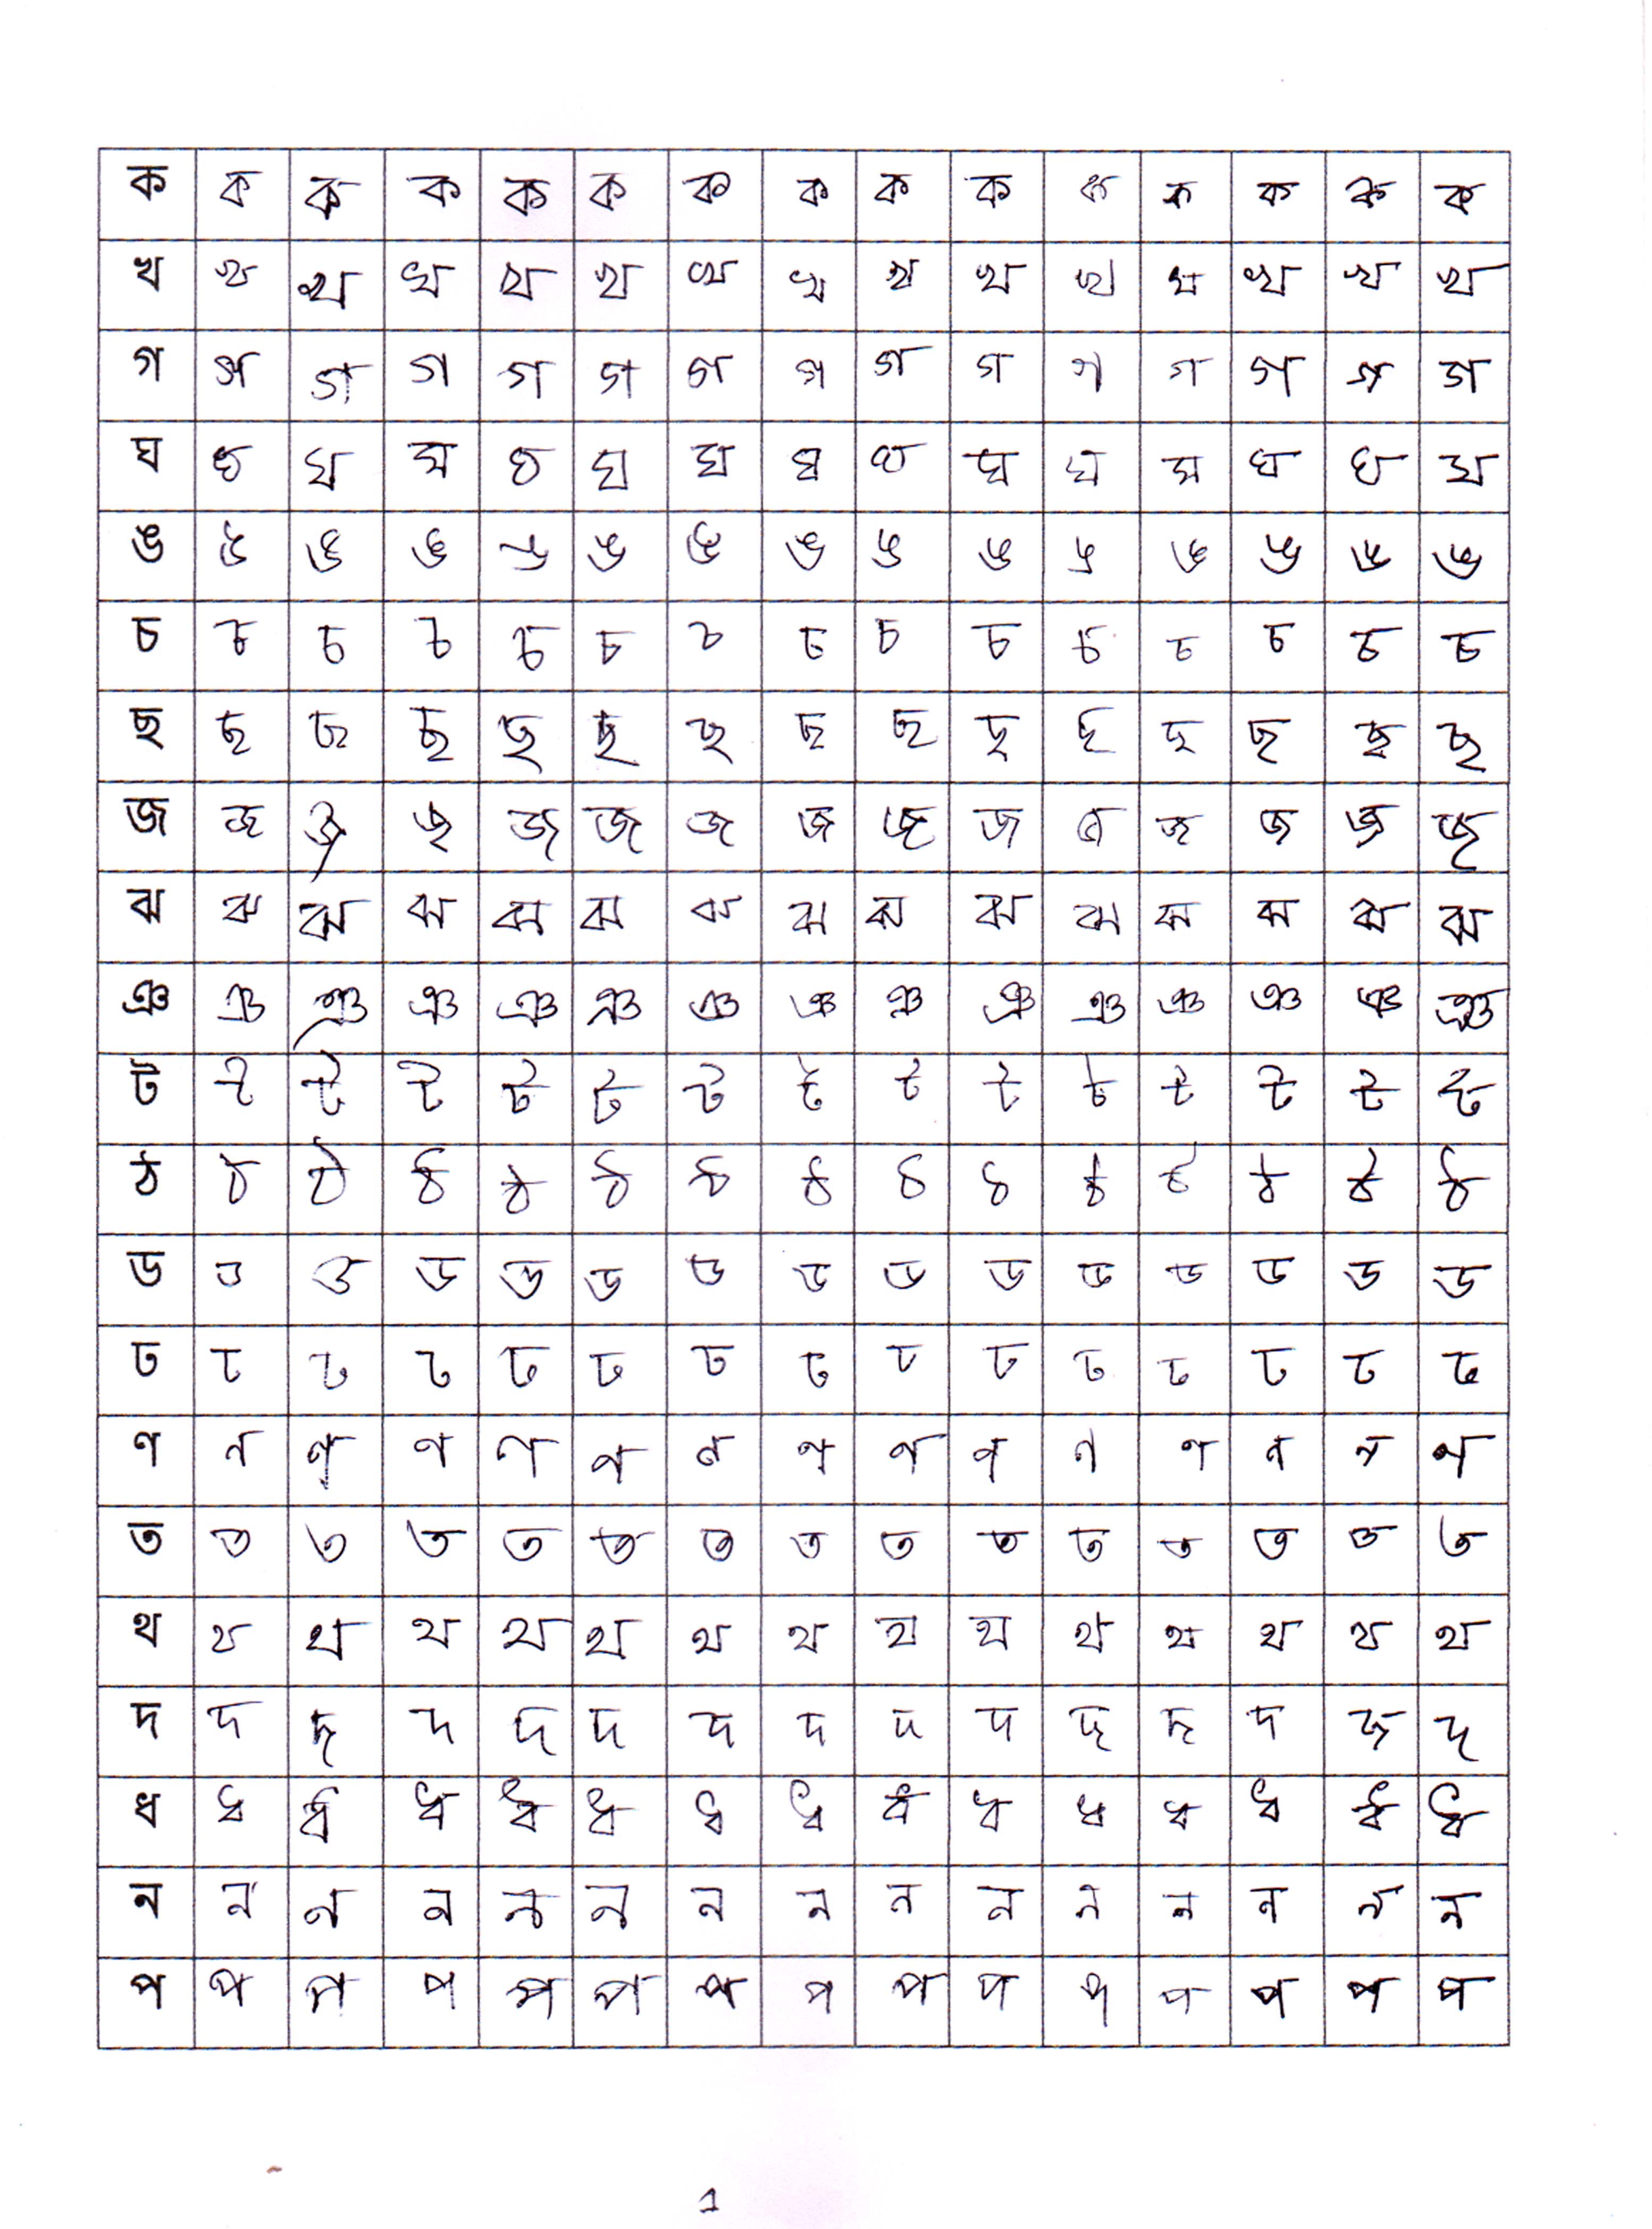 ক ক ক ক ক ক ক ক ক ক ক ক ক ক ক
খ খ খ খ খ খ খ খ খ খ খ খ খ খ খ
গ গ গ গ গ গ গ গ গ গ গ গ গ গ গ
ঘ ঘ ঘ ঘ ঘ ঘ ঘ ঘ ঘ ঘ ঘ ঘ ঘ ঘ ঘ
ঙ ঙ ঙ ঙ ঙ ঙ ঙ ঙ ঙ ঙ ঙ ঙ ঙ ঙ ঙ
চ চ চ চ চ চ চ চ চ চ চ চ চ চ চ
ছ ছ ছ ছ ছ ছ ছ ছ ছ ছ ছ ছ ছ ছ ছ
জ জ জ জ জ জ জ জ জ জ জ জ জ জ জ
ঝ ঝ ঝ ঝ ঝ ঝ ঝ ঝ ঝ ঝ ঝ ঝ ঝ ঝ ঝ
ঞ ঞ ঞ ঞ ঞ ঞ ঞ ঞ ঞ ঞ ঞ ঞ ঞ ঞ ঞ
ট ট ট ট ট ট ট ট ট ট ট ট ট ট ট
ঠ ঠ ঠ ঠ ঠ ঠ ঠ ঠ ঠ ঠ ঠ ঠ ঠ ঠ ঠ
ড ড ড ড ড ড ড ড ড ড ড ড ড ড ড
ঢ ঢ ঢ ঢ ঢ ঢ ঢ ঢ ঢ ঢ ঢ ঢ ঢ ঢ ঢ
ণ ণ ণ ণ ণ ণ ণ ণ ণ ণ ণ ণ ণ ণ ণ
ত ত ত ত ত ত ত ত ত ত ত ত ত ত ত
থ থ থ থ থ থ থ থ থ থ থ থ থ থ থ
দ দ দ দ দ দ দ দ দ দ দ দ দ দ দ
ধ ধ ধ ধ ধ ধ ধ ধ ধ ধ ধ ধ ধ ধ ধ
ন ন ন ন ন ন ন ন ন ন ন ন ন ন ন
প প প প প প প প প প প প প প প
1